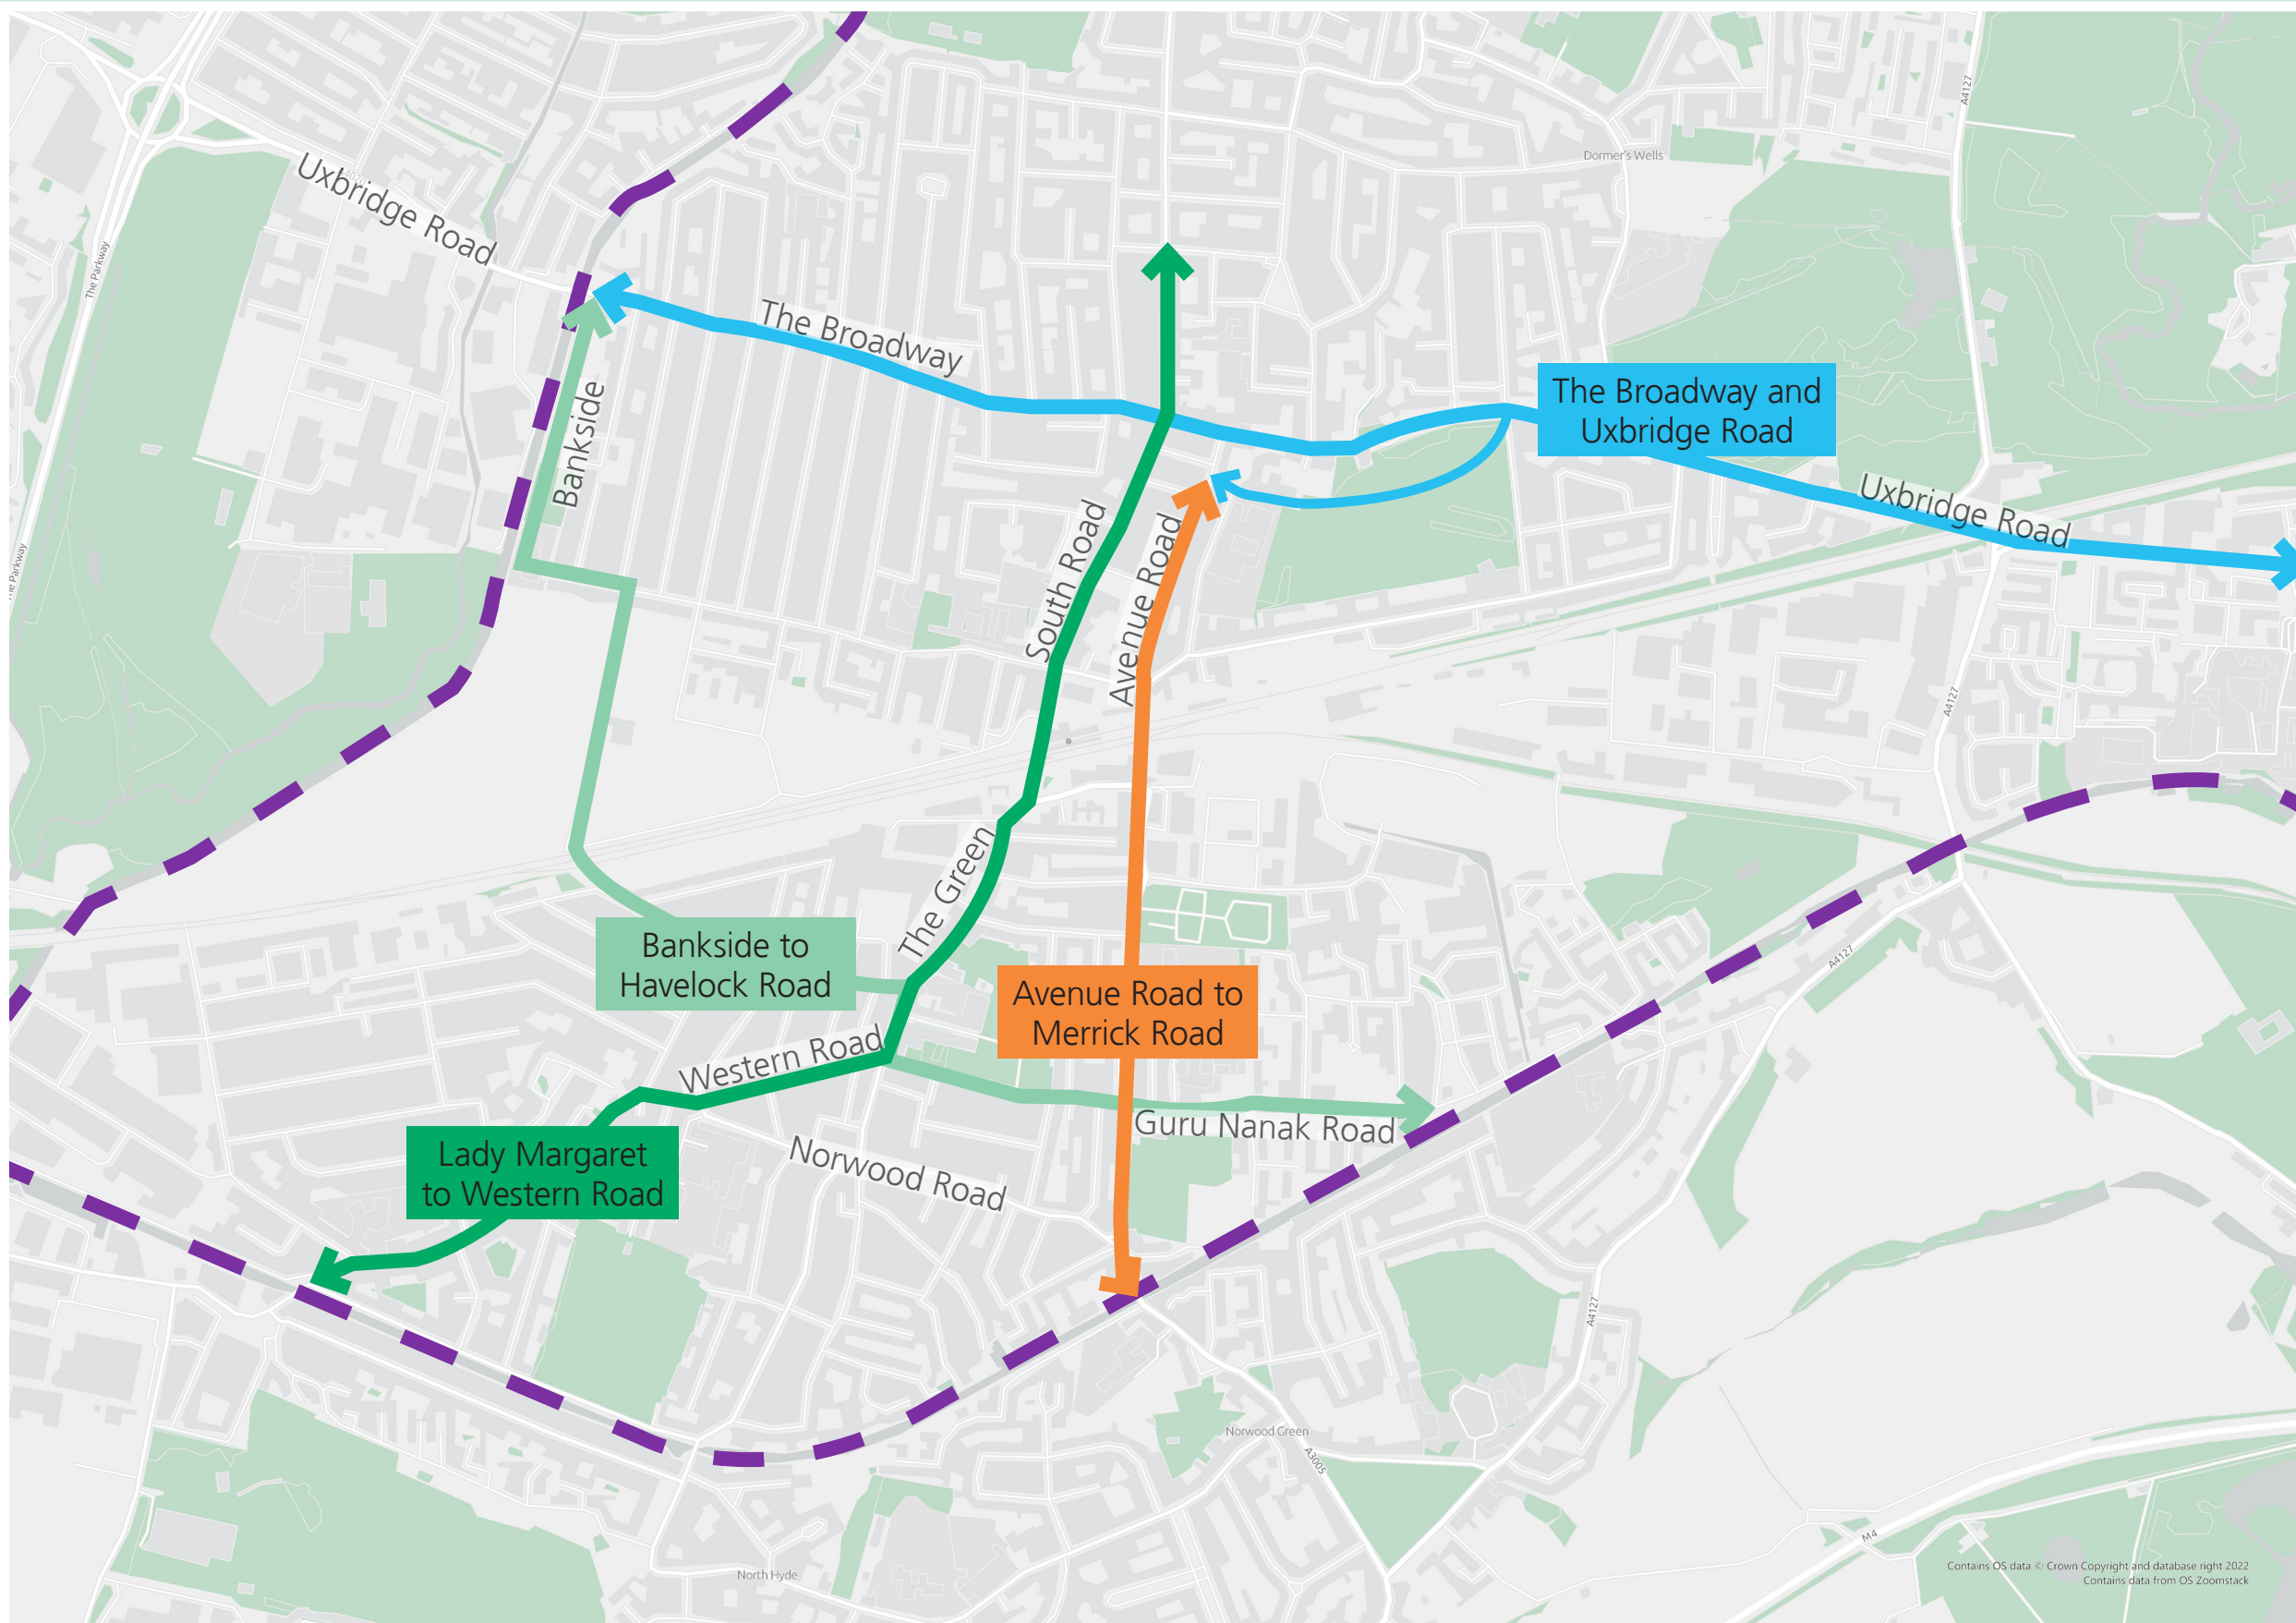 Dormer's Wells
A4127
Uxbridge Road
The Parkway
The Broadway
The Broadway and
Uxbridge Road
Bankside
Uxbridge Road
South Road
Avenue Road
The Parkway
A4127
The Green
Bankside to
Havelock Road
Avenue Road to
Merrick Road
A4127
Western Road
Guru Nanak Road
Lady Margaret
to Western Road
Norwood Road
A4127
Norwood Green
A3005
M4
North Hyde
Contains OS data © Crown Copyright and database right 2022
Contains data from OS Zoomstack